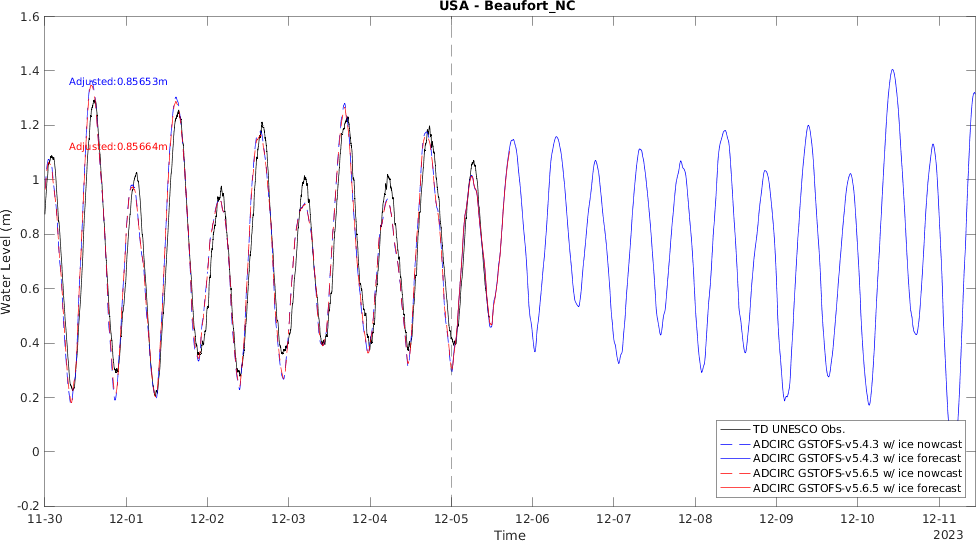 USA - Beaufort_NC
1.6
1.4
1.2
1
0.8
0.6
0.4
0.2
0
-0.2
Water Level (m)
Adjusted:0.85653m
Adjusted:0.85664m
TD UNESCO Obs.
ADCIRC GSTOFS-v5.4.3 w/ ice nowcast
ADCIRC GSTOFS-v5.4.3 w/ ice forecast
ADCIRC GSTOFS-v5.6.5 w/ ice nowcast
ADCIRC GSTOFS-v5.6.5 w/ ice forecast
11-30 12-01 12-02 12-03 12-04 12-05 12-06 12-07 12-08 12-09 12-10 12-11
Time
2023